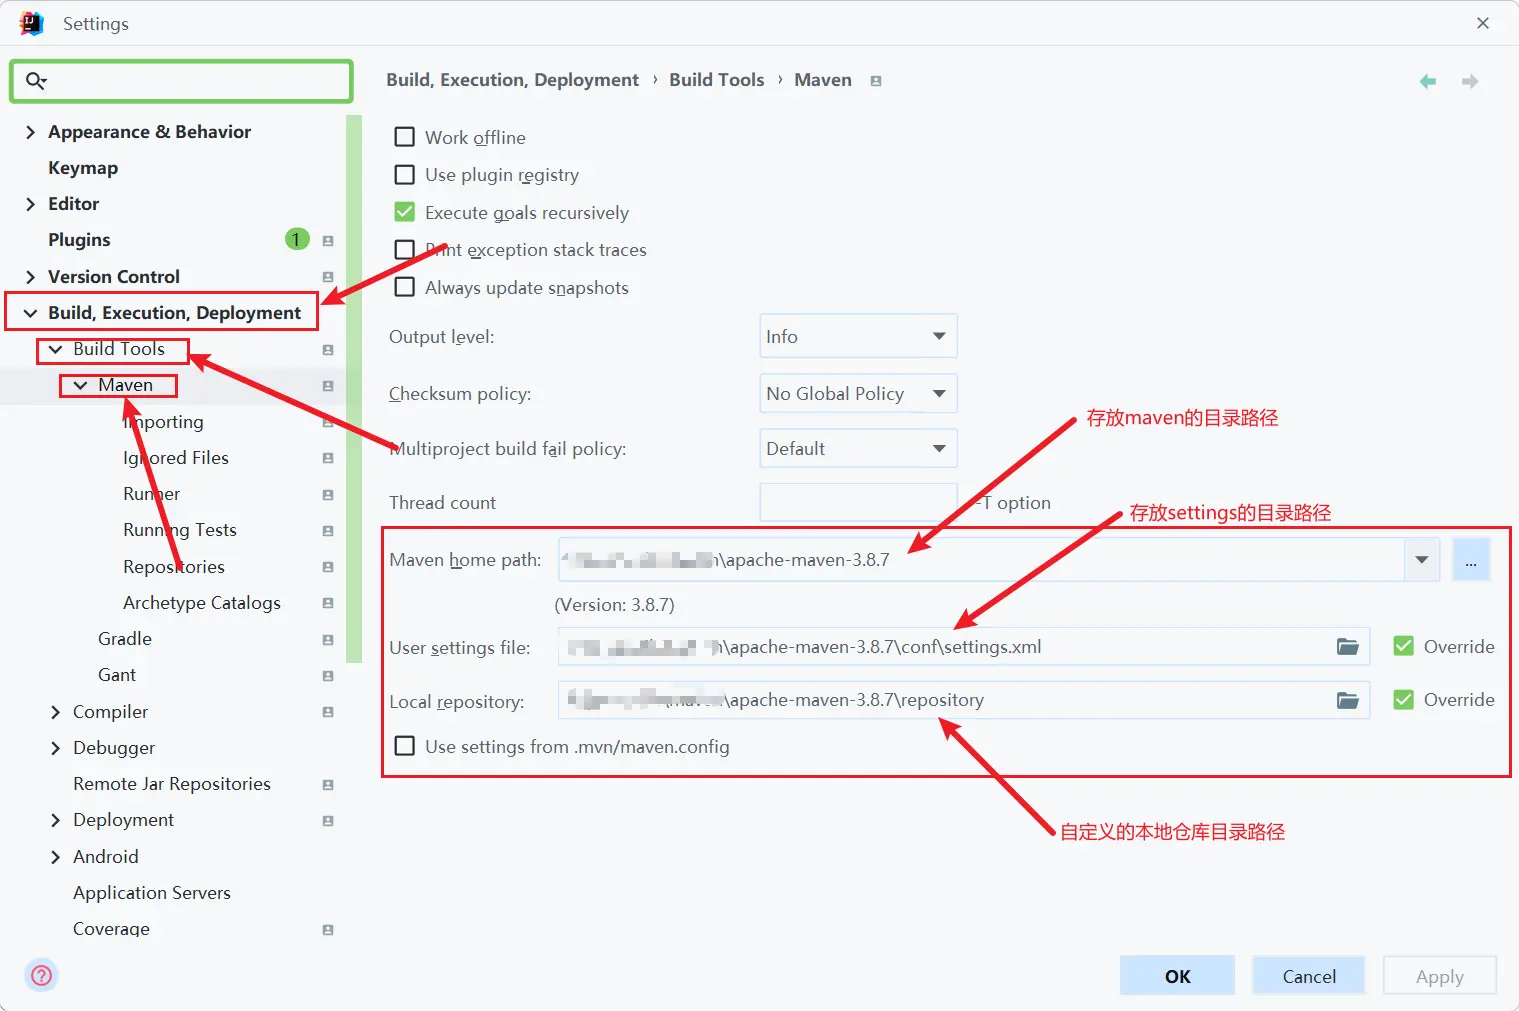 Settings
Build, Execution, Deployment › Build Tools › Maven
Appearance & Behavior
Keymap
Editor
Plugins 1
Version Control
Build, Execution, Deployment
Build Tools
Maven
Importing
Ignored Files
Runner
Running Tests
Repositories
Archetype Catalogs
Gradle
Gant
Compiler
Debugger
Remote Jar Repositories
Deployment
Android
Application Servers
Coverage
Work offline
Use plugin registry
Execute goals recursively
Print exception stack traces
Always update snapshots
Output level: Info
Checksum policy: No Global Policy
Multiproject build fail policy: Default
Thread count -T option
存放maven的目录路径
存放settings的目录路径
Maven home path: \apache-maven-3.8.7 ...
(Version: 3.8.7)
User settings file: \apache-maven-3.8.7\conf\settings.xml Override
Local repository: \apache-maven-3.8.7\repository Override
Use settings from .mvn/maven.config
自定义的本地仓库目录路径
? OK Cancel Apply